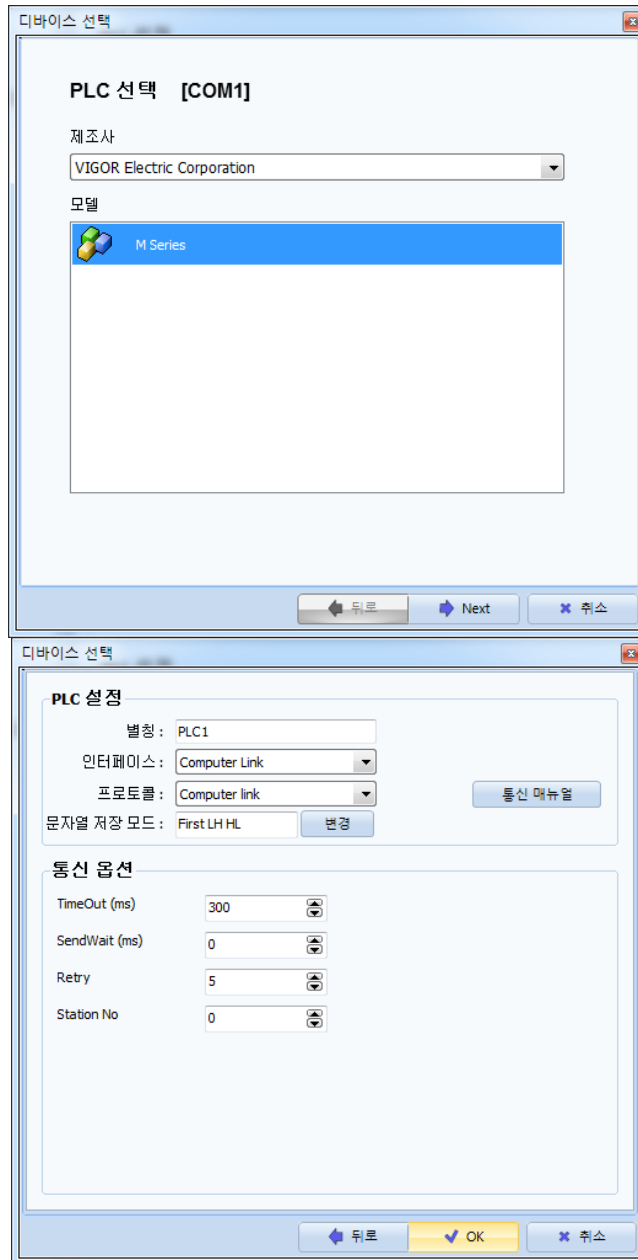 디바이스 선택
PLC 선택 [COM1]
제조사
VIGOR Electric Corporation
모델
M Series
뒤로
Next
취소
디바이스 선택
PLC 설정
별칭 : PLC1
인터페이스 : Computer Link
프로토콜 : Computer link
통신 매뉴얼
문자열 저장 모드 : First LH HL 변경
통신 옵션
TimeOut (ms) 300
SendWait (ms) 0
Retry 5
Station No 0
뒤로
OK
취소